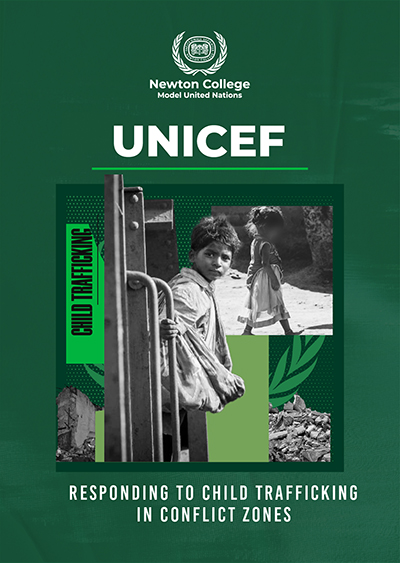 Newton College
Model United Nations
UNICEF
CHILD TRAFFICKING
RESPONDING TO CHILD TRAFFICKING
IN CONFLICT ZONES